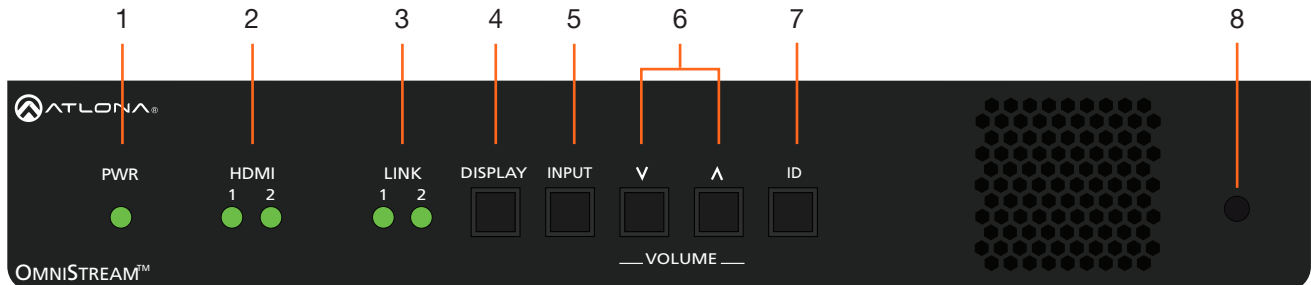 1 2 3 4 5 6 7 8
ATLONA®
PWR HDMI LINK DISPLAY INPUT ID
1 2 1 2
VOLUME
OMNISTREAM™